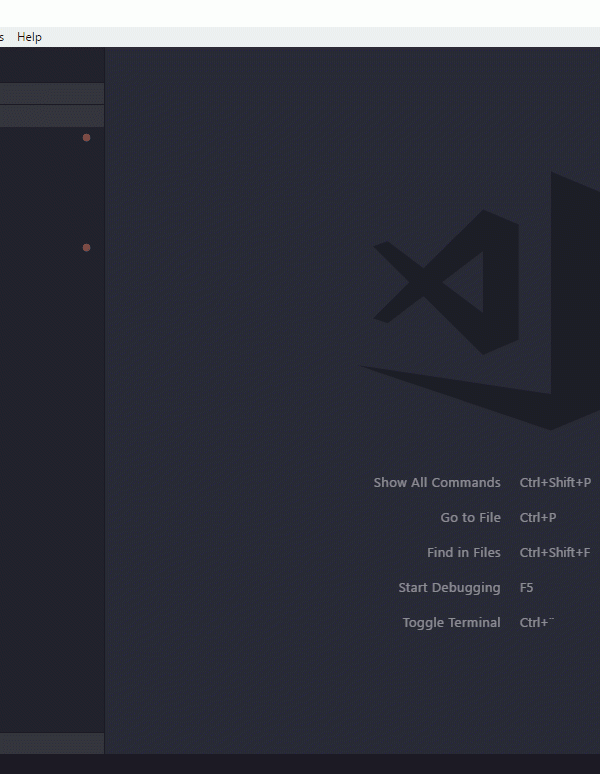 s Help
Show All Commands Ctrl+Shift+P
Go to File Ctrl+P
Find in Files Ctrl+Shift+F
Start Debugging F5
Toggle Terminal Ctrl+¨